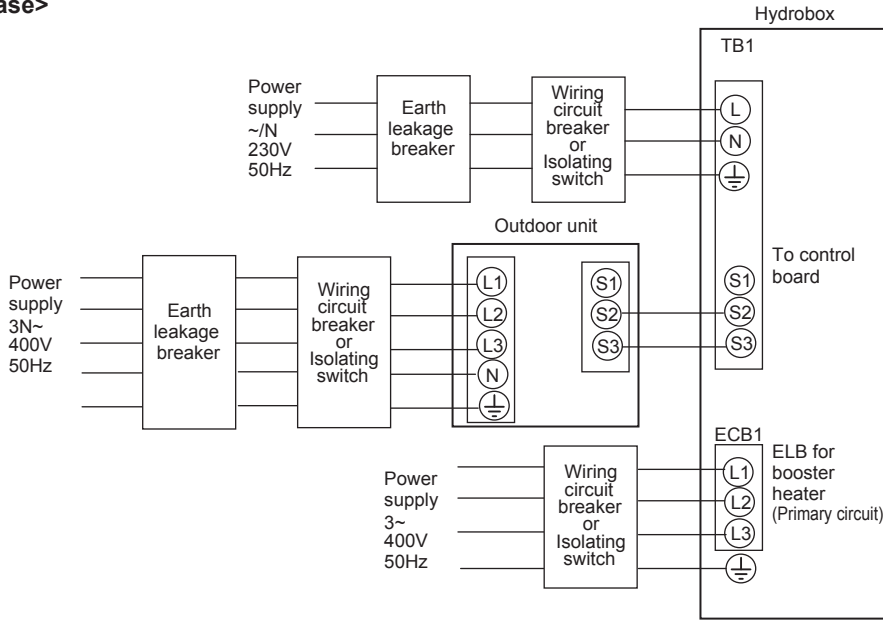 ase>
Hydrobox
TB1
Power
supply
~/N
230V
50Hz
Earth
leakage
breaker
Wiring
circuit
breaker
or
Isolating
switch
L
N
Outdoor unit
Power
supply
3N~
400V
50Hz
Earth
leakage
breaker
Wiring
circuit
breaker
or
Isolating
switch
L1
L2
L3
N
S1
S2
S3
S1
S2
S3
To control
board
ECB1
Power
supply
3~
400V
50Hz
Wiring
circuit
breaker
or
Isolating
switch
L1
L2
L3
ELB for
booster
heater
(Primary circuit)